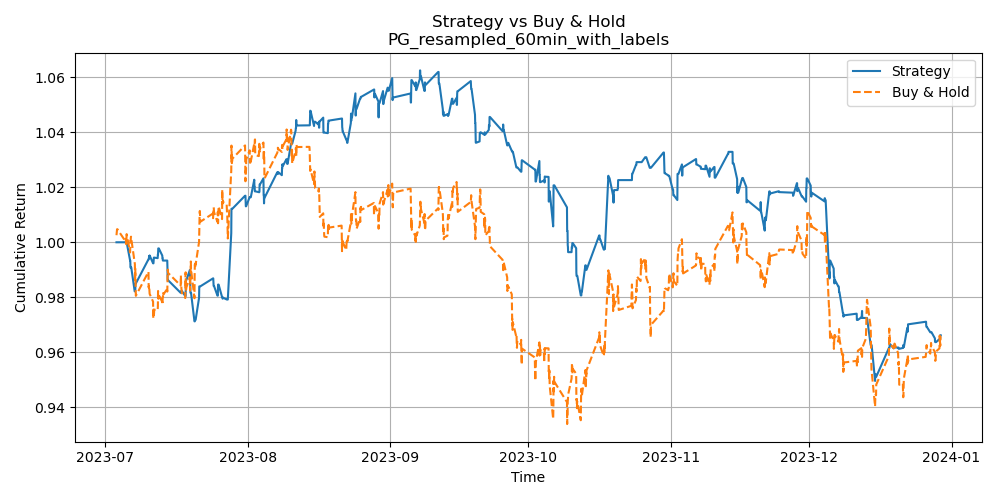 Strategy vs Buy & Hold
PG_resampled_60min_with_labels
Strategy
Buy & Hold
Cumulative Return
1.06
1.04
1.02
1.00
0.98
0.96
0.94
2023-07
2023-08
2023-09
2023-10
2023-11
2023-12
2024-01
Time